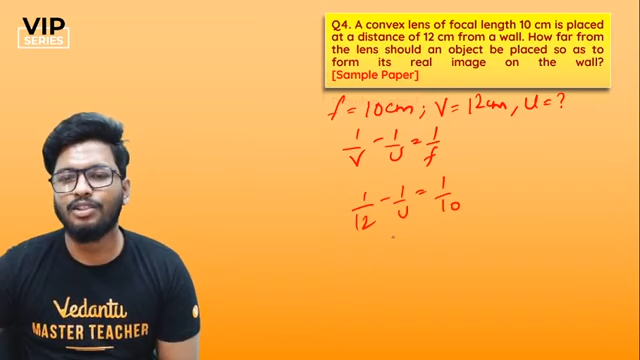 VIP
SERIES
Q4. A convex lens of focal length 10 cm is placed
at a distance of 12 cm from a wall. How far from
the lens should an object be placed so as to
form its real image on the wall?
[Sample Paper]
f = 10cm ; V = 12cm , U = ?
1/V - 1/U = 1/f
1/12 - 1/U = 1/10
Vedantu
MASTER TEACHER